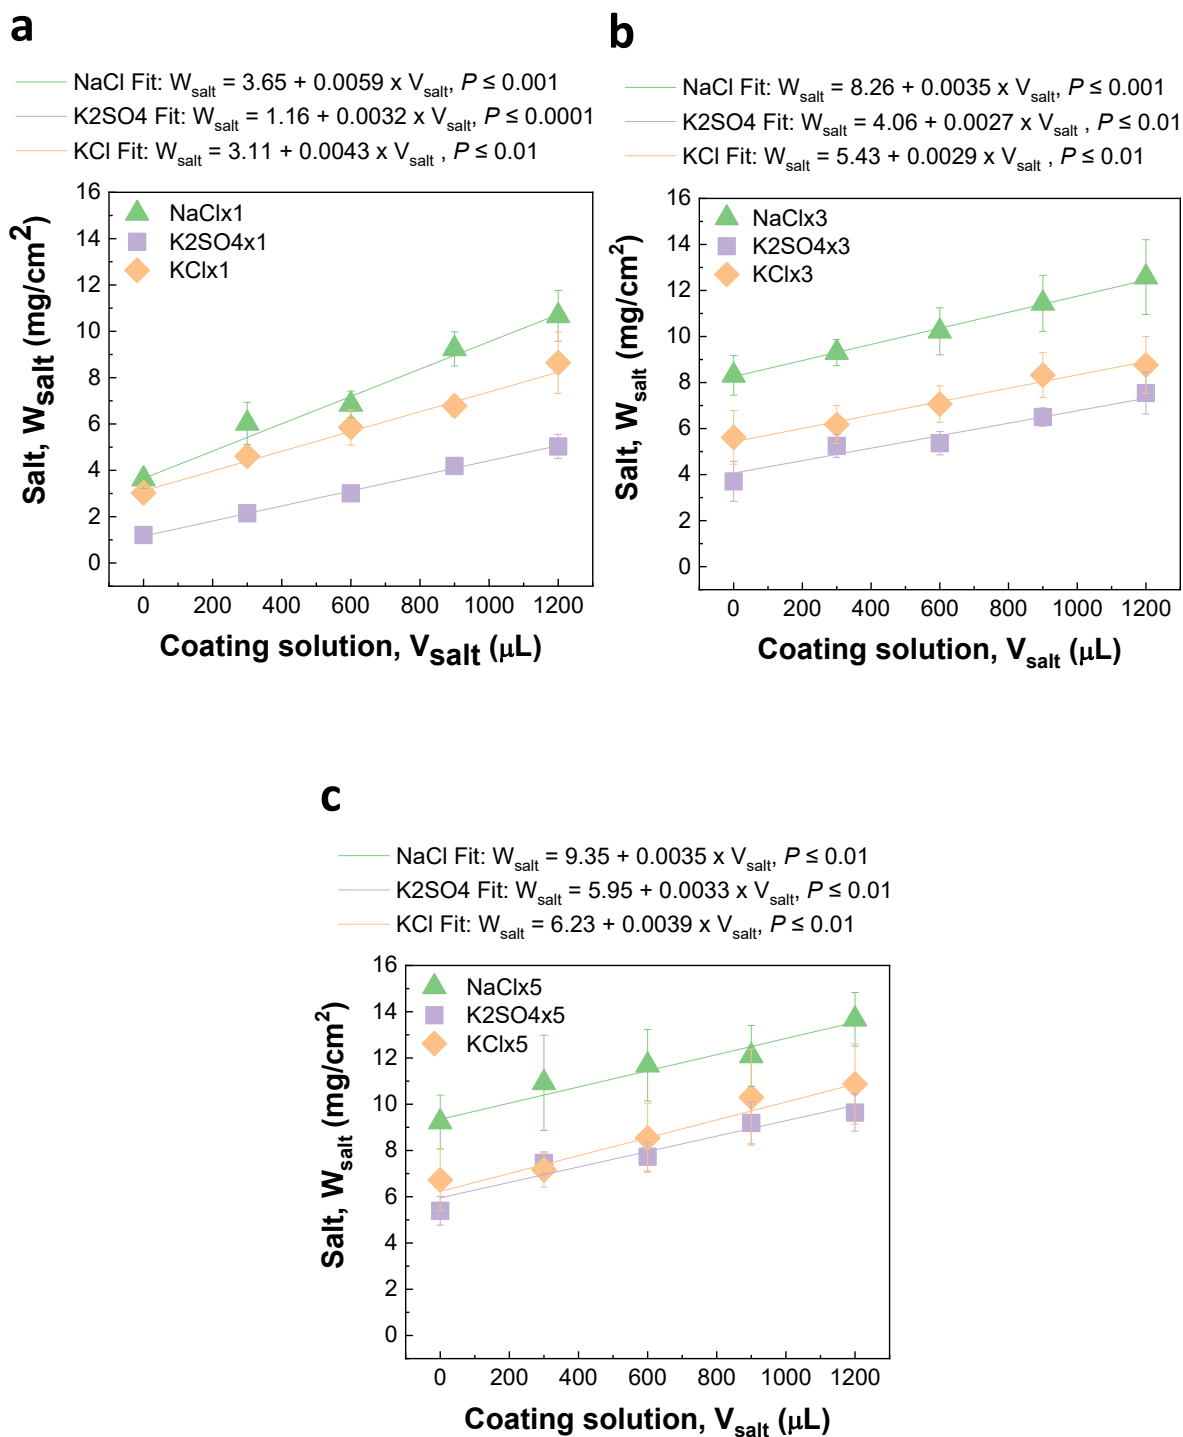 a
NaCl Fit: Wsalt = 3.65 + 0.0059 x Vsalt, P ≤ 0.001
K2SO4 Fit: Wsalt = 1.16 + 0.0032 x Vsalt, P ≤ 0.0001
KCl Fit: Wsalt = 3.11 + 0.0043 x Vsalt , P ≤ 0.01
Salt, Wsalt (mg/cm2)
16
14
12
10
8
6
4
2
0
NaClx1
K2SO4x1
KClx1
0 200 400 600 800 1000 1200
Coating solution, Vsalt (μL)
b
NaCl Fit: Wsalt = 8.26 + 0.0035 x Vsalt, P ≤ 0.001
K2SO4 Fit: Wsalt = 4.06 + 0.0027 x Vsalt , P ≤ 0.01
KCl Fit: Wsalt = 5.43 + 0.0029 x Vsalt , P ≤ 0.01
Salt, Wsalt (mg/cm2)
16
14
12
10
8
6
4
2
0
NaClx3
K2SO4x3
KClx3
0 200 400 600 800 1000 1200
Coating solution, Vsalt (μL)
c
NaCl Fit: Wsalt = 9.35 + 0.0035 x Vsalt, P ≤ 0.01
K2SO4 Fit: Wsalt = 5.95 + 0.0033 x Vsalt, P ≤ 0.01
KCl Fit: Wsalt = 6.23 + 0.0039 x Vsalt, P ≤ 0.01
Salt, Wsalt (mg/cm2)
16
14
12
10
8
6
4
2
0
NaClx5
K2SO4x5
KClx5
0 200 400 600 800 1000 1200
Coating solution, Vsalt (μL)